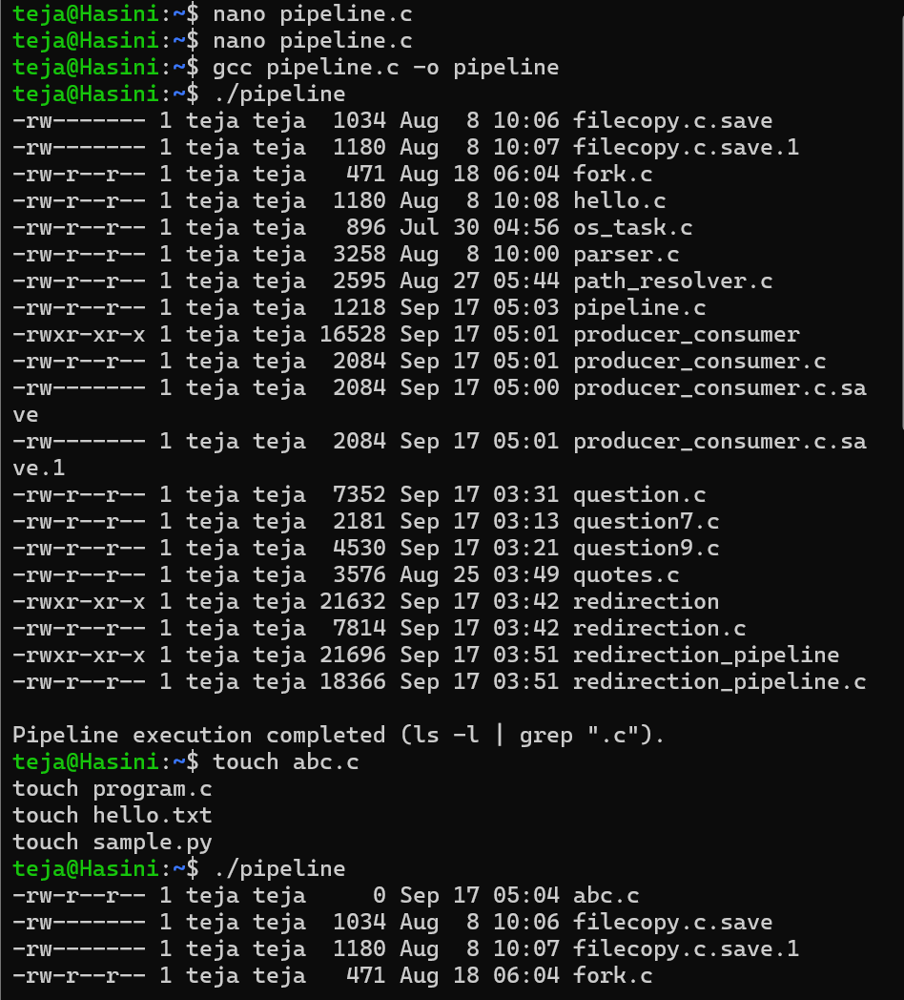 teja@Hasini:~$ nano pipeline.c
teja@Hasini:~$ nano pipeline.c
teja@Hasini:~$ gcc pipeline.c -o pipeline
teja@Hasini:~$ ./pipeline
-rw------- 1 teja teja  1034 Aug  8 10:06 filecopy.c.save
-rw------- 1 teja teja  1180 Aug  8 10:07 filecopy.c.save.1
-rw-r--r-- 1 teja teja   471 Aug 18 06:04 fork.c
-rw-r--r-- 1 teja teja  1180 Aug  8 10:08 hello.c
-rw-r--r-- 1 teja teja   896 Jul 30 04:56 os_task.c
-rw-r--r-- 1 teja teja  3258 Aug  8 10:00 parser.c
-rw-r--r-- 1 teja teja  2595 Aug 27 05:44 path_resolver.c
-rw-r--r-- 1 teja teja  1218 Sep 17 05:03 pipeline.c
-rwxr-xr-x 1 teja teja 16528 Sep 17 05:01 producer_consumer
-rw-r--r-- 1 teja teja  2084 Sep 17 05:01 producer_consumer.c
-rw------- 1 teja teja  2084 Sep 17 05:00 producer_consumer.c.sa
ve
-rw------- 1 teja teja  2084 Sep 17 05:01 producer_consumer.c.sa
ve.1
-rw-r--r-- 1 teja teja  7352 Sep 17 03:31 question.c
-rw-r--r-- 1 teja teja  2181 Sep 17 03:13 question7.c
-rw-r--r-- 1 teja teja  4530 Sep 17 03:21 question9.c
-rw-r--r-- 1 teja teja  3576 Aug 25 03:49 quotes.c
-rwxr-xr-x 1 teja teja 21632 Sep 17 03:42 redirection
-rw-r--r-- 1 teja teja  7814 Sep 17 03:42 redirection.c
-rwxr-xr-x 1 teja teja 21696 Sep 17 03:51 redirection_pipeline
-rw-r--r-- 1 teja teja 18366 Sep 17 03:51 redirection_pipeline.c

Pipeline execution completed (ls -l | grep ".c").
teja@Hasini:~$ touch abc.c
touch program.c
touch hello.txt
touch sample.py
teja@Hasini:~$ ./pipeline
-rw-r--r-- 1 teja teja     0 Sep 17 05:04 abc.c
-rw------- 1 teja teja  1034 Aug  8 10:06 filecopy.c.save
-rw------- 1 teja teja  1180 Aug  8 10:07 filecopy.c.save.1
-rw-r--r-- 1 teja teja   471 Aug 18 06:04 fork.c